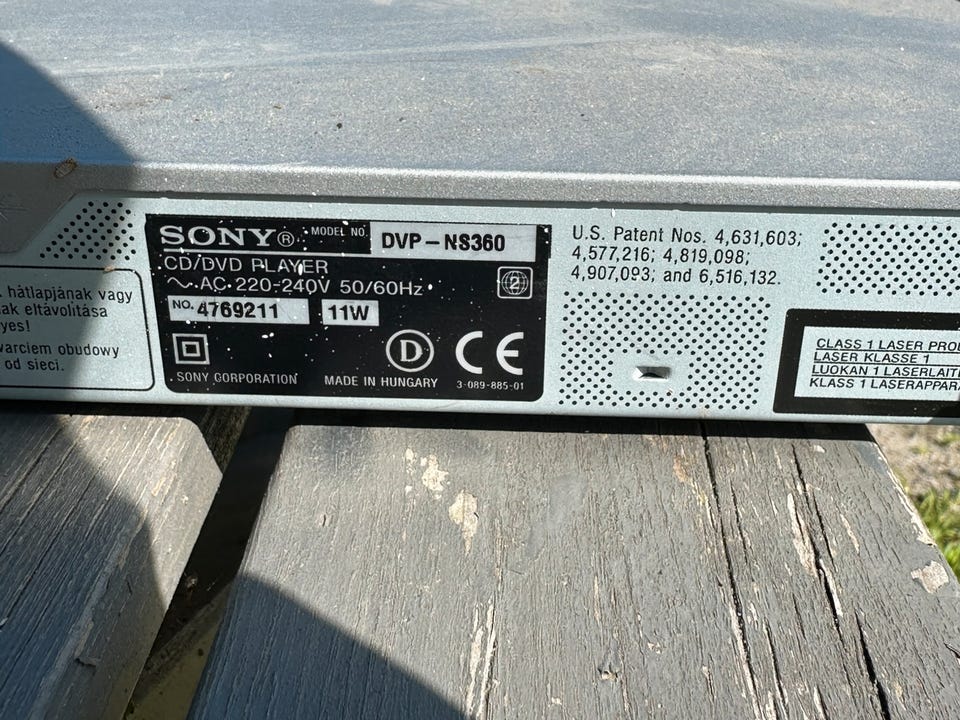 . hátlapjának vagy
ak eltávolítása
yes!
warciem obudowy
od sieci.
SONY® MODEL NO. DVP–NS360
CD/DVD PLAYER
～AC 220-240V 50/60Hz
2
NO. 4769211 11W
D CE
SONY CORPORATION MADE IN HUNGARY 3-089-885-01
U.S. Patent Nos. 4,631,603;
4,577,216; 4,819,098;
4,907,093; and 6,516,132.
CLASS 1 LASER PROD
LASER KLASSE 1
LUOKAN 1 LASERLAIT
KLASS 1 LASERAPPARA